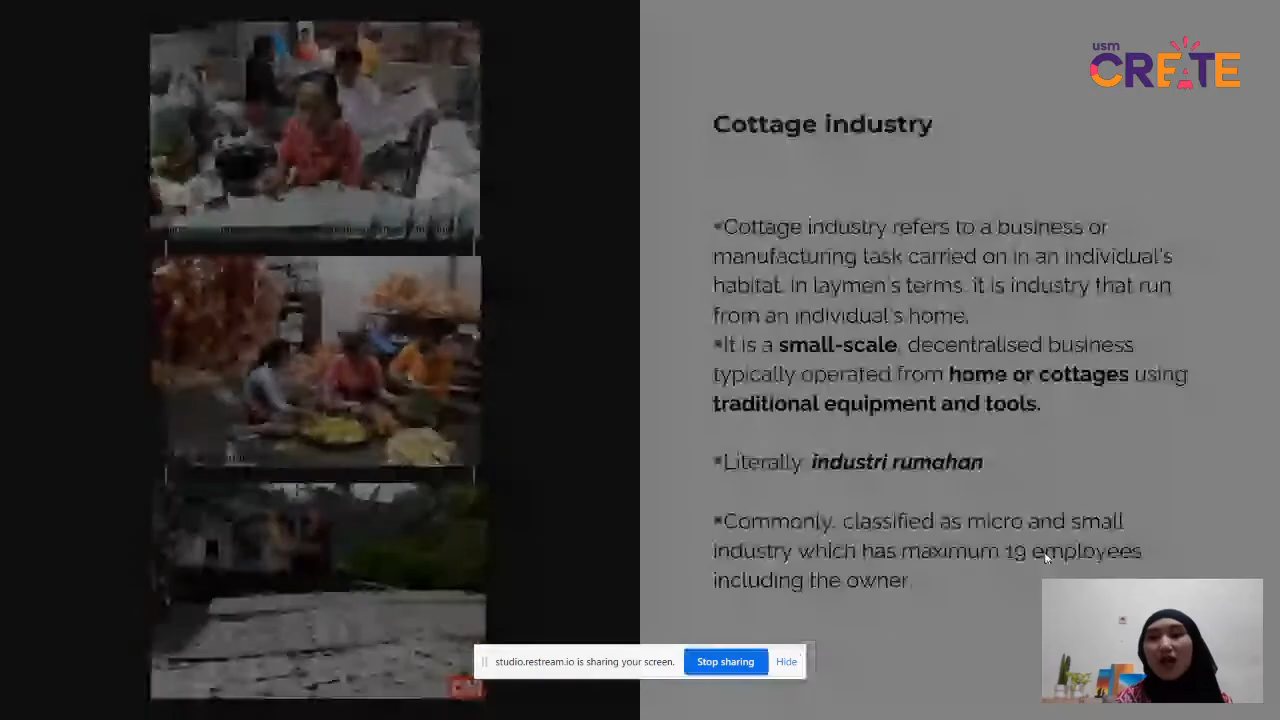 usm
CREATE
Cottage industry
▪Cottage industry refers to a business or
manufacturing task carried on in an individual's
habitat. In laymen's terms, it is industry that run
from an individual's home.
▪It is a small-scale, decentralised business
typically operated from home or cottages using
traditional equipment and tools.
▪Literally industri rumahan
▪Commonly, classified as micro and small
industry which has maximum 19 employees
including the owner
studio.restream.io is sharing your screen.
Stop sharing
Hide